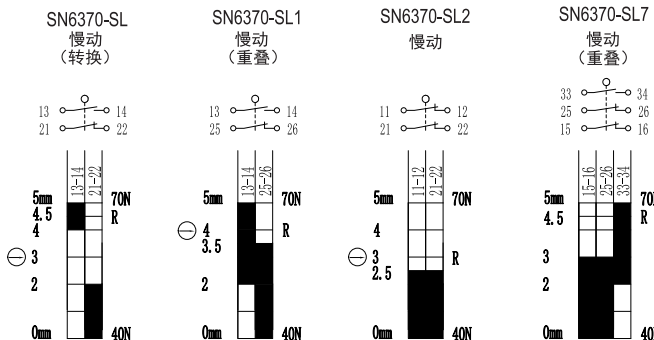 SN6370-SL
慢动
（转换）
13 14
21 22
13-14
21-22
5mm 70N
4.5 R
4
3
2
0mm 40N
SN6370-SL1
慢动
（重叠）
13 14
25 26
13-14
25-26
5mm 70N
4 R
3.5
2
0mm 40N
SN6370-SL2
慢动
11 12
21 22
11-12
21-22
5mm 70N
4
3 R
2.5
0mm 40N
SN6370-SL7
慢动
（重叠）
33 34
25 26
15 16
15-16
25-26
33-34
5mm 70N
4.5 R
3
2
0mm 40N